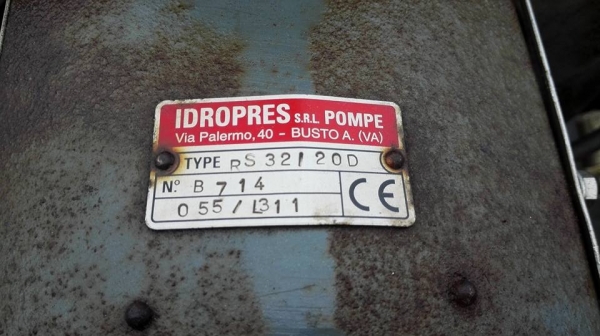 IDROPRES S.R.L. POMPE
Via Palermo, 40 - BUSTO A. (VA)
TYPE RS 32/20D
N.º B 714
055/L311
CE